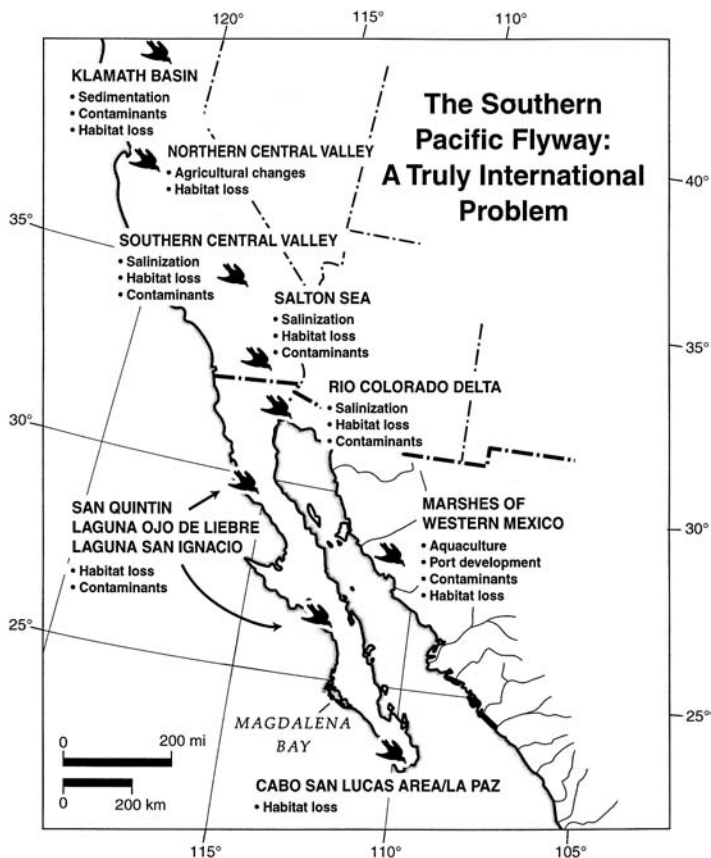 120°
115°
110°
KLAMATH BASIN
• Sedimentation
• Contaminants
• Habitat loss
The Southern
Pacific Flyway:
A Truly International
Problem
NORTHERN CENTRAL VALLEY
• Agricultural changes
• Habitat loss
40°
35°
SOUTHERN CENTRAL VALLEY
• Salinization
• Habitat loss
• Contaminants
SALTON SEA
• Salinization
• Habitat loss
• Contaminants
35°
RIO COLORADO DELTA
• Salinization
• Habitat loss
• Contaminants
30°
SAN QUINTIN
LAGUNA OJO DE LIEBRE
LAGUNA SAN IGNACIO
• Habitat loss
• Contaminants
MARSHES OF
WESTERN MEXICO
• Aquaculture
• Port development
• Contaminants
• Habitat loss
30°
25°
MAGDALENA
BAY
25°
0 200 mi
0 200 km
CABO SAN LUCAS AREA/LA PAZ
• Habitat loss
115°
110°
105°